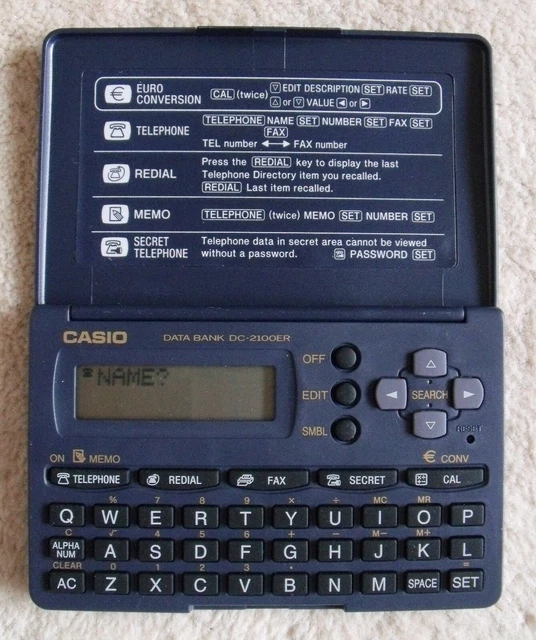 € EURO CONVERSION CAL (twice) ▽ EDIT DESCRIPTION SET RATE SET
△ or ▽ VALUE ◁ or ▷
TELEPHONE TELEPHONE NAME SET NUMBER SET FAX SET
FAX
TEL number ◄─► FAX number
REDIAL Press the REDIAL key to display the last
Telephone Directory item you recalled.
REDIAL Last item recalled.
MEMO TELEPHONE (twice) MEMO SET NUMBER SET
SECRET TELEPHONE Telephone data in secret area cannot be viewed
without a password. PASSWORD SET
CASIO DATA BANK DC-2100ER
OFF
NAME?
EDIT SEARCH
SMBL RESET
ON MEMO € CONV
TELEPHONE REDIAL FAX SECRET CAL
% 7 8 9 × ÷ MC MR
Q W E R T Y U I O P
C √ 4 5 6 + − M− M+
ALPHA NUM A S D F G H J K L
CLEAR 0 1 2 3 • =
AC Z X C V B N M SPACE SET